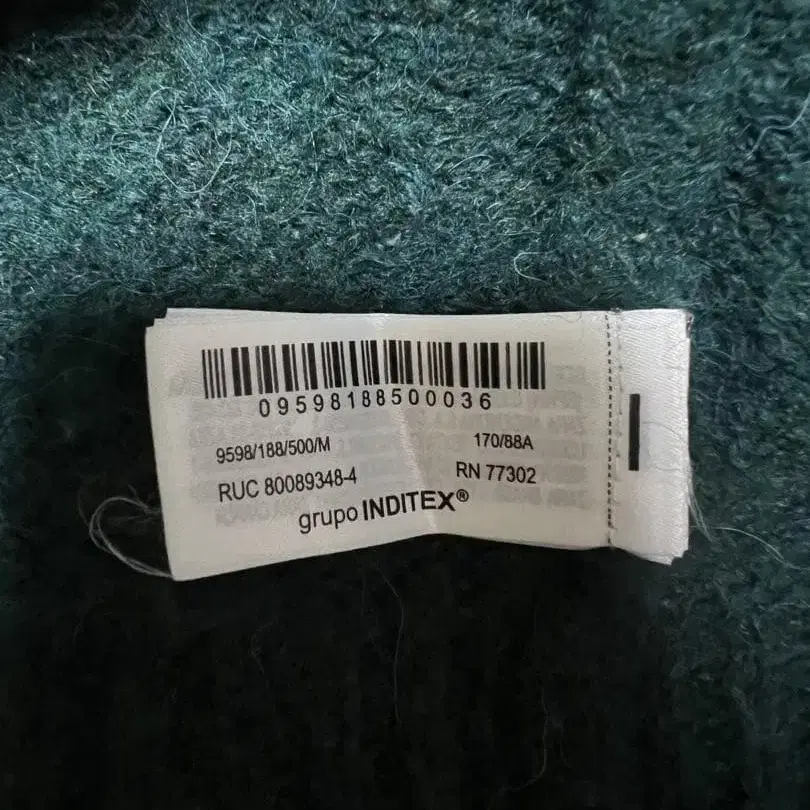 09598188500036
9598/188/500/M 170/88A
RUC 80089348-4 RN 77302
grupo INDITEX®